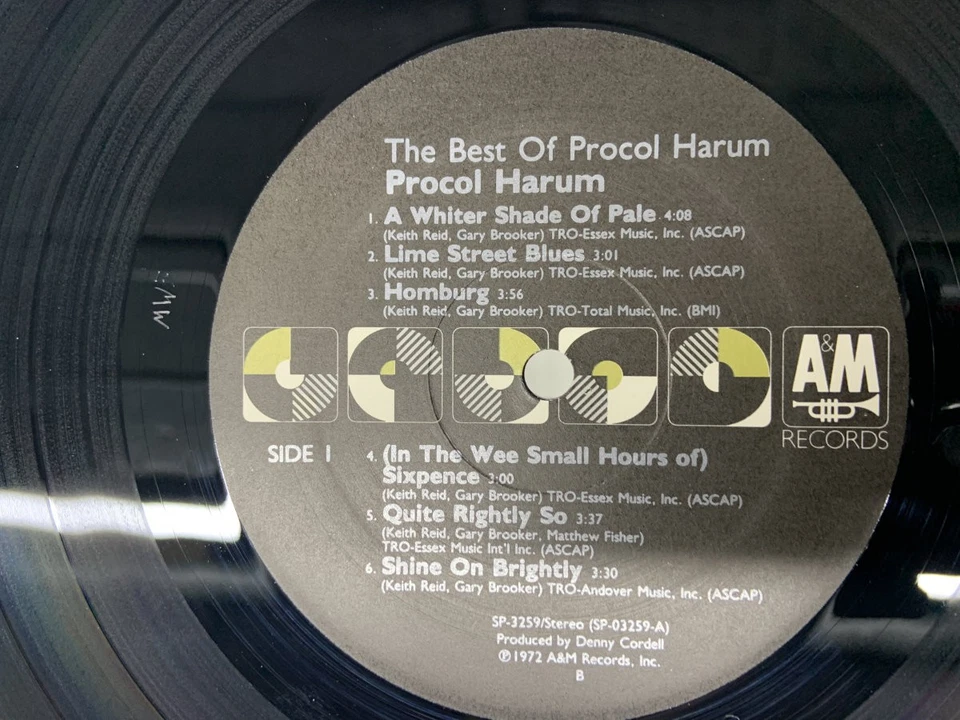 The Best Of Procol Harum
Procol Harum
1. A Whiter Shade Of Pale 4:08
(Keith Reid, Gary Brooker) TRO-Essex Music, Inc. (ASCAP)
2. Lime Street Blues 3:01
(Keith Reid, Gary Brooker) TRO-Essex Music, Inc. (ASCAP)
3. Homburg 3:56
(Keith Reid, Gary Brooker) TRO-Total Music, Inc. (BMI)
A&M
RECORDS
SIDE 1
4. (In The Wee Small Hours of)
Sixpence 3:00
(Keith Reid, Gary Brooker) TRO-Essex Music, Inc. (ASCAP)
5. Quite Rightly So 3:37
(Keith Reid, Gary Brooker, Matthew Fisher)
TRO-Essex Music Int'l Inc. (ASCAP)
6. Shine On Brightly 3:30
(Keith Reid, Gary Brooker) TRO-Andover Music, Inc. (ASCAP)
SP-3259/Stereo (SP-03259-A)
Produced by Denny Cordell
℗1972 A&M Records, Inc.
B